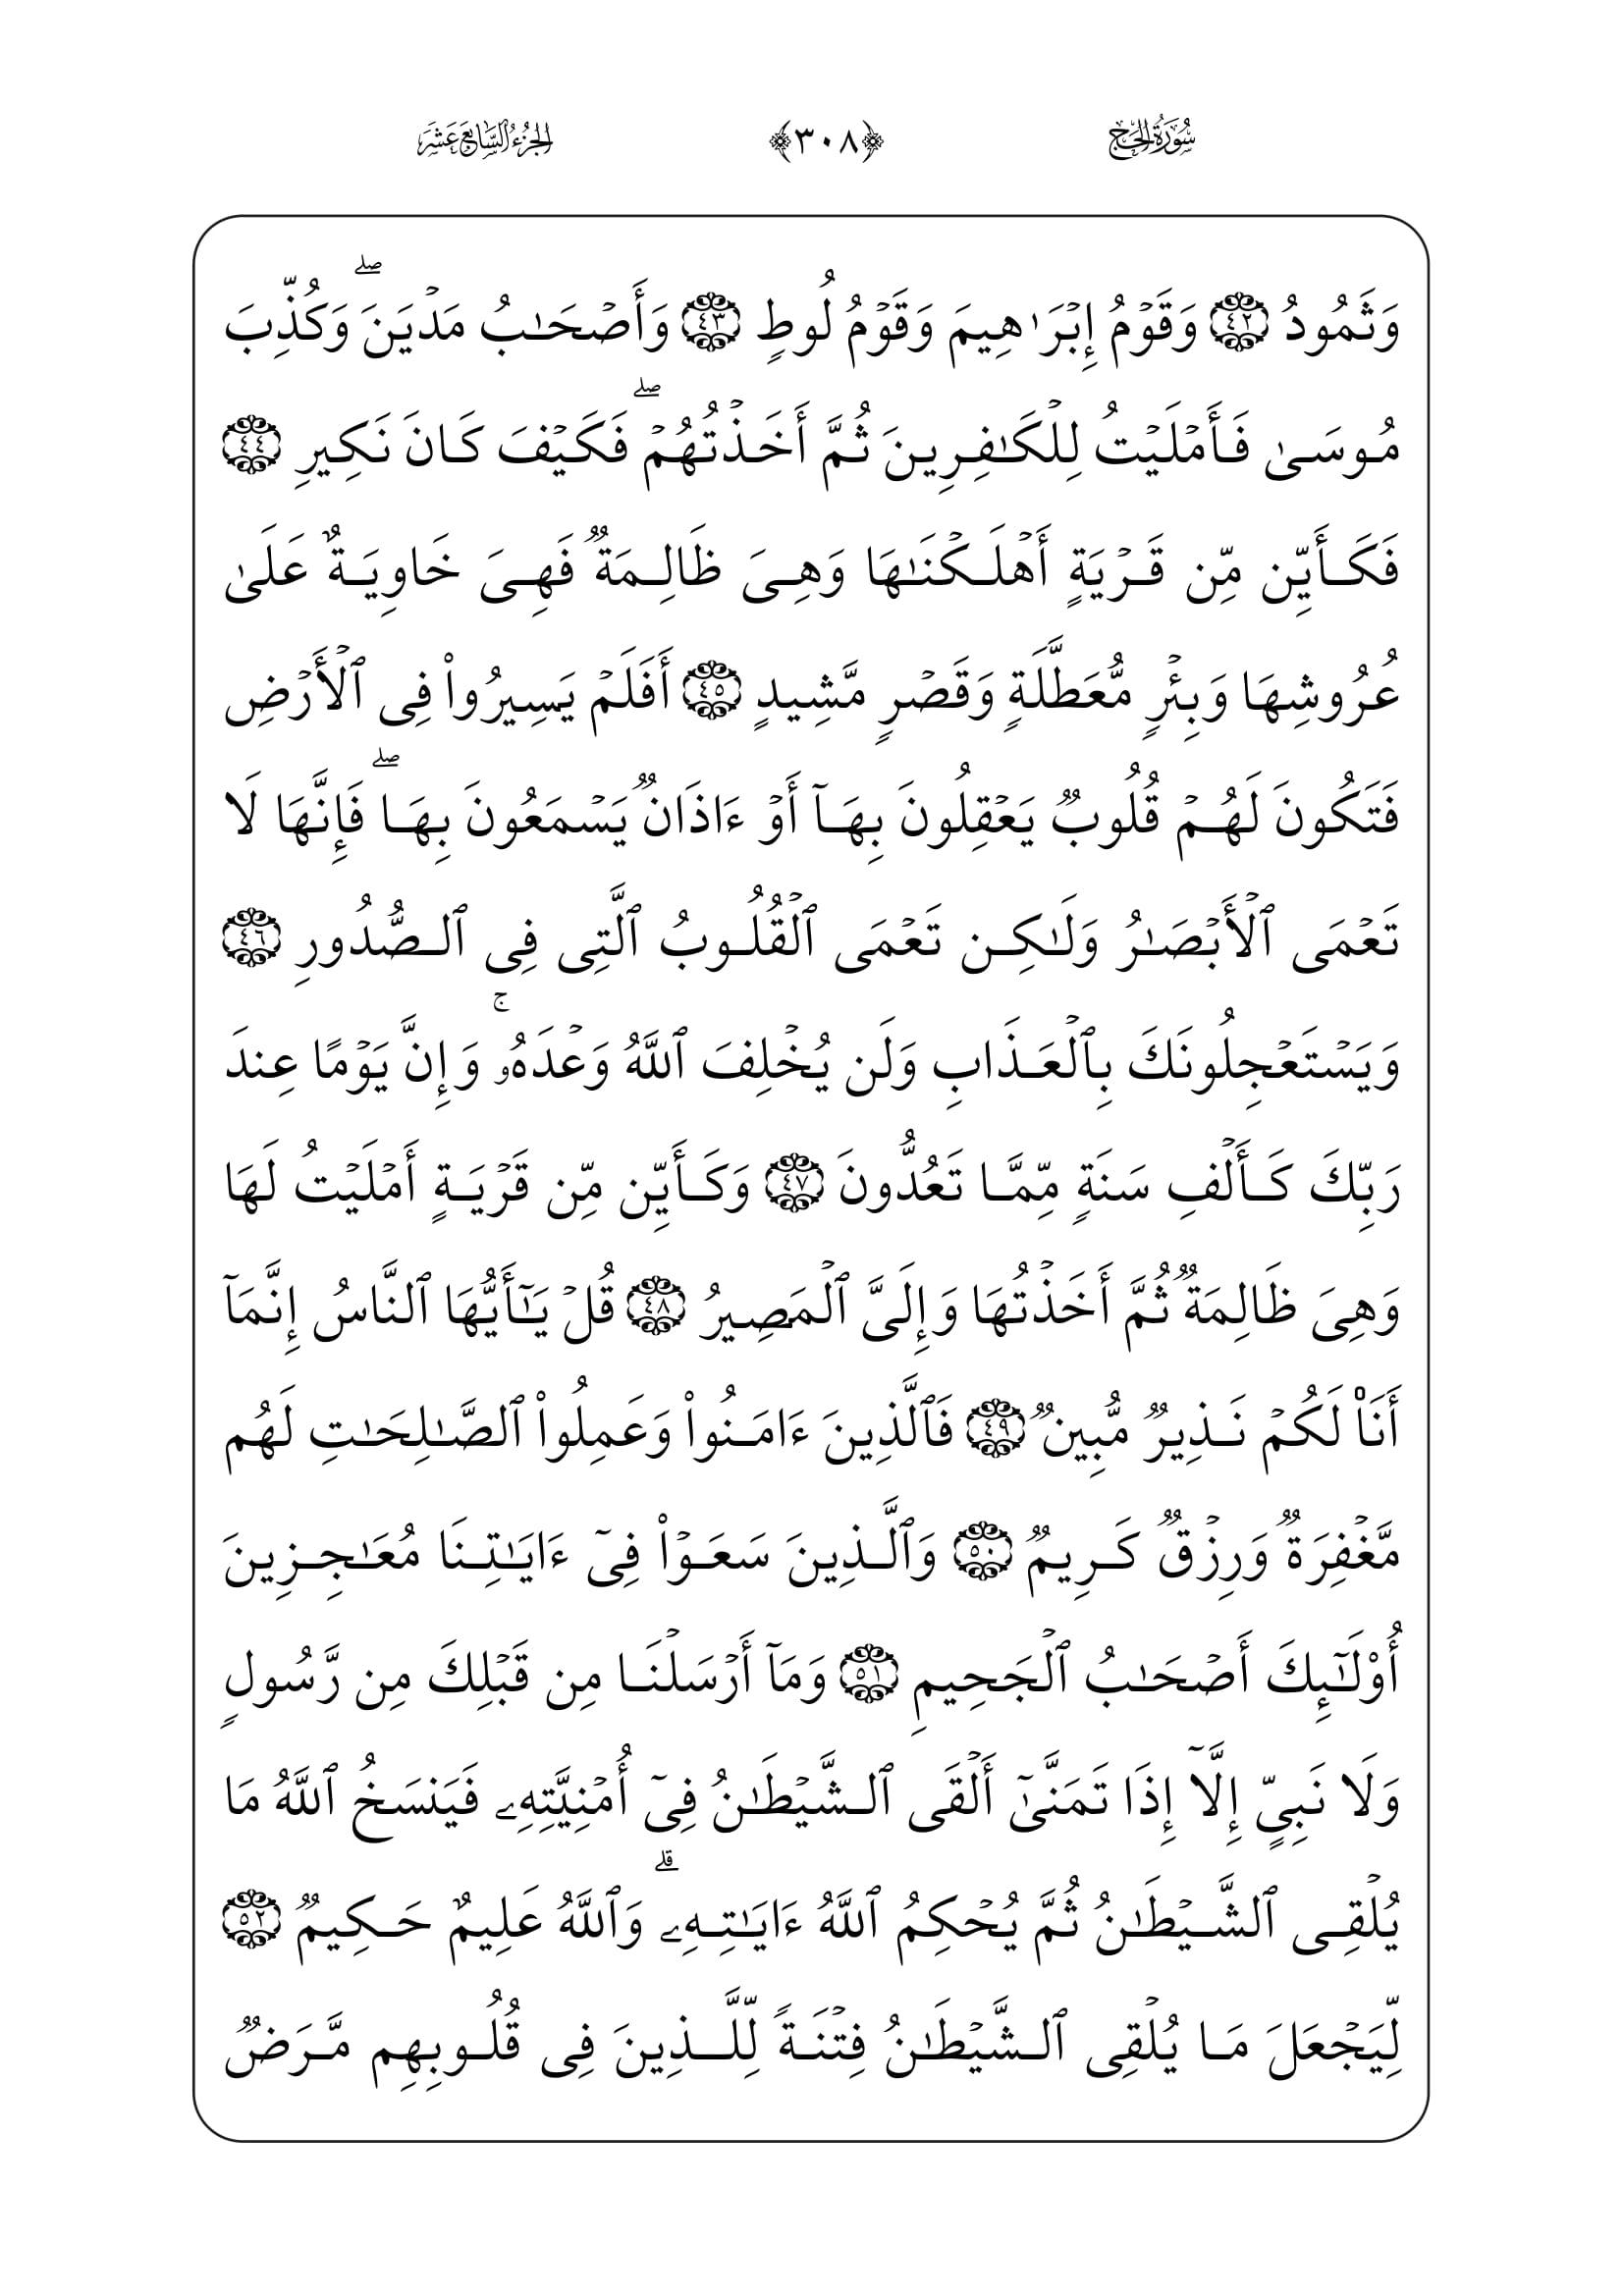 سُورَةُ الحَجِّ ﴿٣٠٨﴾ الجُزْءُ السَّابِعَ عَشَرَ
وَثَمُودُ ٤٢ وَقَوۡمُ إِبۡرَٰهِيمَ وَقَوۡمُ لُوطٖ ٤٣ وَأَصۡحَٰبُ مَدۡيَنَۖ وَكُذِّبَ
مُوسَىٰ فَأَمۡلَيۡتُ لِلۡكَٰفِرِينَ ثُمَّ أَخَذۡتُهُمۡۖ فَكَيۡفَ كَانَ نَكِيرِ ٤٤
فَكَأَيِّن مِّن قَرۡيَةٍ أَهۡلَكۡنَٰهَا وَهِيَ ظَالِمَةٞ فَهِيَ خَاوِيَةٌ عَلَىٰ
عُرُوشِهَا وَبِئۡرٖ مُّعَطَّلَةٖ وَقَصۡرٖ مَّشِيدٍ ٤٥ أَفَلَمۡ يَسِيرُواْ فِي ٱلۡأَرۡضِ
فَتَكُونَ لَهُمۡ قُلُوبٞ يَعۡقِلُونَ بِهَآ أَوۡ ءَاذَانٞ يَسۡمَعُونَ بِهَاۖ فَإِنَّهَا لَا
تَعۡمَى ٱلۡأَبۡصَٰرُ وَلَٰكِن تَعۡمَى ٱلۡقُلُوبُ ٱلَّتِي فِي ٱلصُّدُورِ ٤٦
وَيَسۡتَعۡجِلُونَكَ بِٱلۡعَذَابِ وَلَن يُخۡلِفَ ٱللَّهُ وَعۡدَهُۥۚ وَإِنَّ يَوۡمًا عِندَ
رَبِّكَ كَأَلۡفِ سَنَةٖ مِّمَّا تَعُدُّونَ ٤٧ وَكَأَيِّن مِّن قَرۡيَةٍ أَمۡلَيۡتُ لَهَا
وَهِيَ ظَالِمَةٞ ثُمَّ أَخَذۡتُهَا وَإِلَيَّ ٱلۡمَصِيرُ ٤٨ قُلۡ يَٰٓأَيُّهَا ٱلنَّاسُ إِنَّمَآ
أَنَا۠ لَكُمۡ نَذِيرٞ مُّبِينٞ ٤٩ فَٱلَّذِينَ ءَامَنُواْ وَعَمِلُواْ ٱلصَّٰلِحَٰتِ لَهُم
مَّغۡفِرَةٞ وَرِزۡقٞ كَرِيمٞ ٥٠ وَٱلَّذِينَ سَعَوۡاْ فِيٓ ءَايَٰتِنَا مُعَٰجِزِينَ
أُوْلَٰٓئِكَ أَصۡحَٰبُ ٱلۡجَحِيمِ ٥١ وَمَآ أَرۡسَلۡنَا مِن قَبۡلِكَ مِن رَّسُولٖ
وَلَا نَبِيٍّ إِلَّآ إِذَا تَمَنَّىٰٓ أَلۡقَى ٱلشَّيۡطَٰنُ فِيٓ أُمۡنِيَّتِهِۦ فَيَنسَخُ ٱللَّهُ مَا
يُلۡقِي ٱلشَّيۡطَٰنُ ثُمَّ يُحۡكِمُ ٱللَّهُ ءَايَٰتِهِۦۗ وَٱللَّهُ عَلِيمٌ حَكِيمٞ ٥٢
لِّيَجۡعَلَ مَا يُلۡقِي ٱلشَّيۡطَٰنُ فِتۡنَةٗ لِّلَّذِينَ فِي قُلُوبِهِم مَّرَضٞ